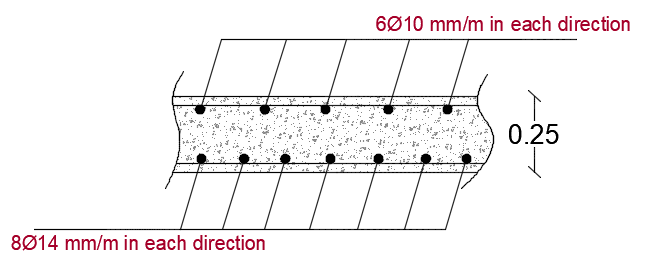 6Ø10 mm/m in each direction
0.25
8Ø14 mm/m in each direction